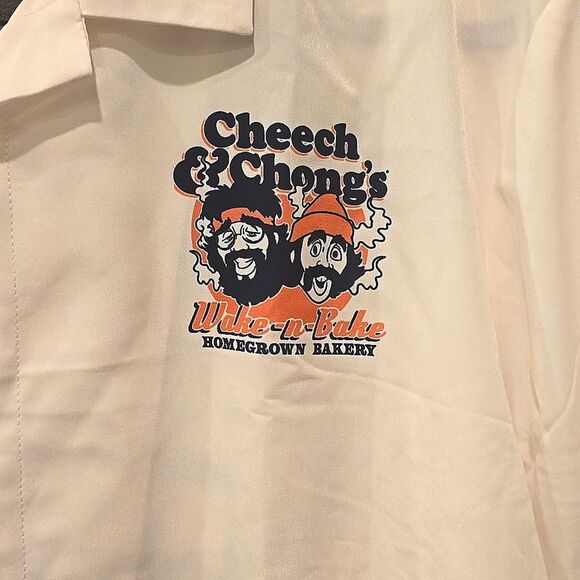 Cheech
& Chong's
Wake-n-Bake
HOMEGROWN BAKERY